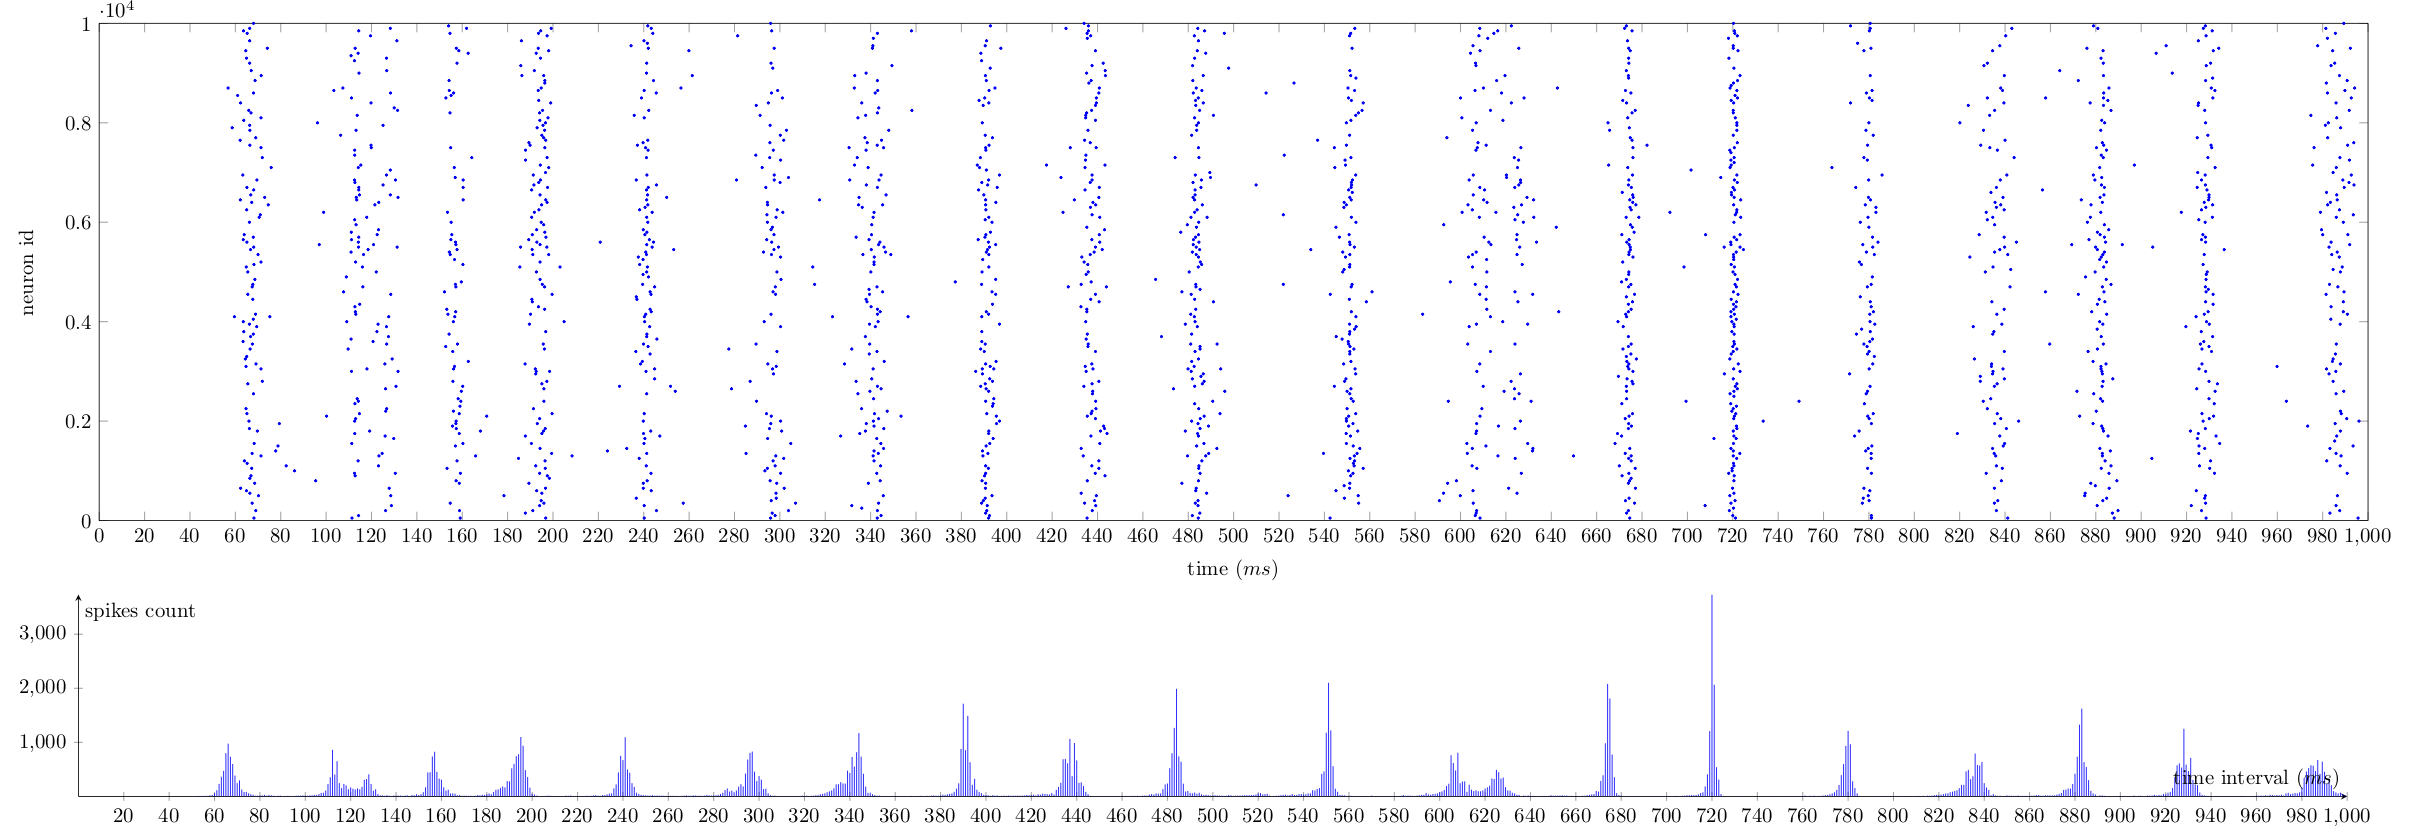 ·10⁴
1
0.8
0.6
0.4
0.2
0
neuron id
0 20 40 60 80 100 120 140 160 180 200 220 240 260 280 300 320 340 360 380 400 420 440 460 480 500 520 540 560 580 600 620 640 660 680 700 720 740 760 780 800 820 840 860 880 900 920 940 960 980 1,000
time (ms)
spikes count
3,000
2,000
1,000
time interval (ms)
20 40 60 80 100 120 140 160 180 200 220 240 260 280 300 320 340 360 380 400 420 440 460 480 500 520 540 560 580 600 620 640 660 680 700 720 740 760 780 800 820 840 860 880 900 920 940 960 980 1,000